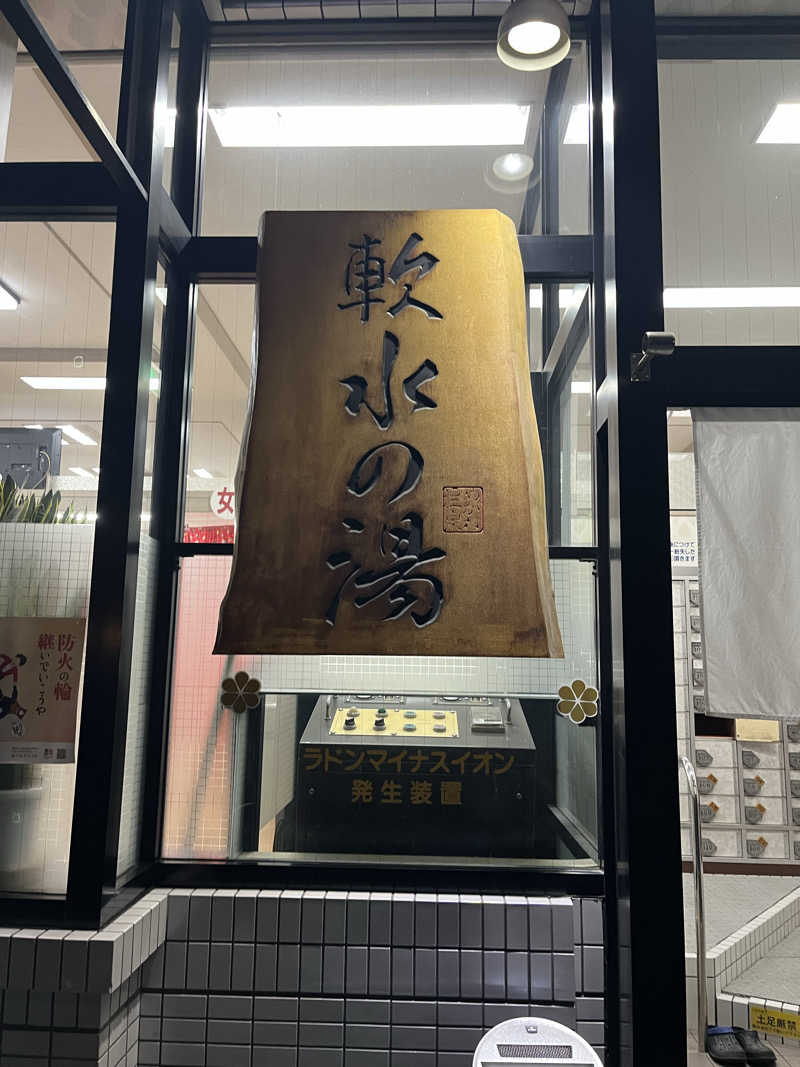 軟水の湯
女
ラドンマイナスイオン
発生装置
防火の輪
継いでいこうや
土足厳禁